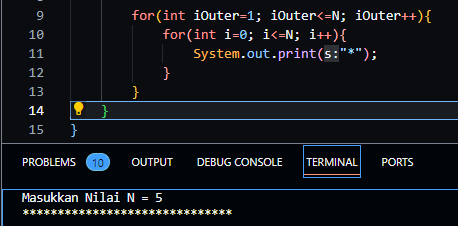 9 for(int iOuter=1; iOuter<=N; iOuter++){
10 for(int i=0; i<=N; i++){
11 System.out.print(s:"*");
12 }
13 }
14 }
15 }
PROBLEMS 10 OUTPUT DEBUG CONSOLE TERMINAL PORTS
Masukkan Nilai N = 5
******************************